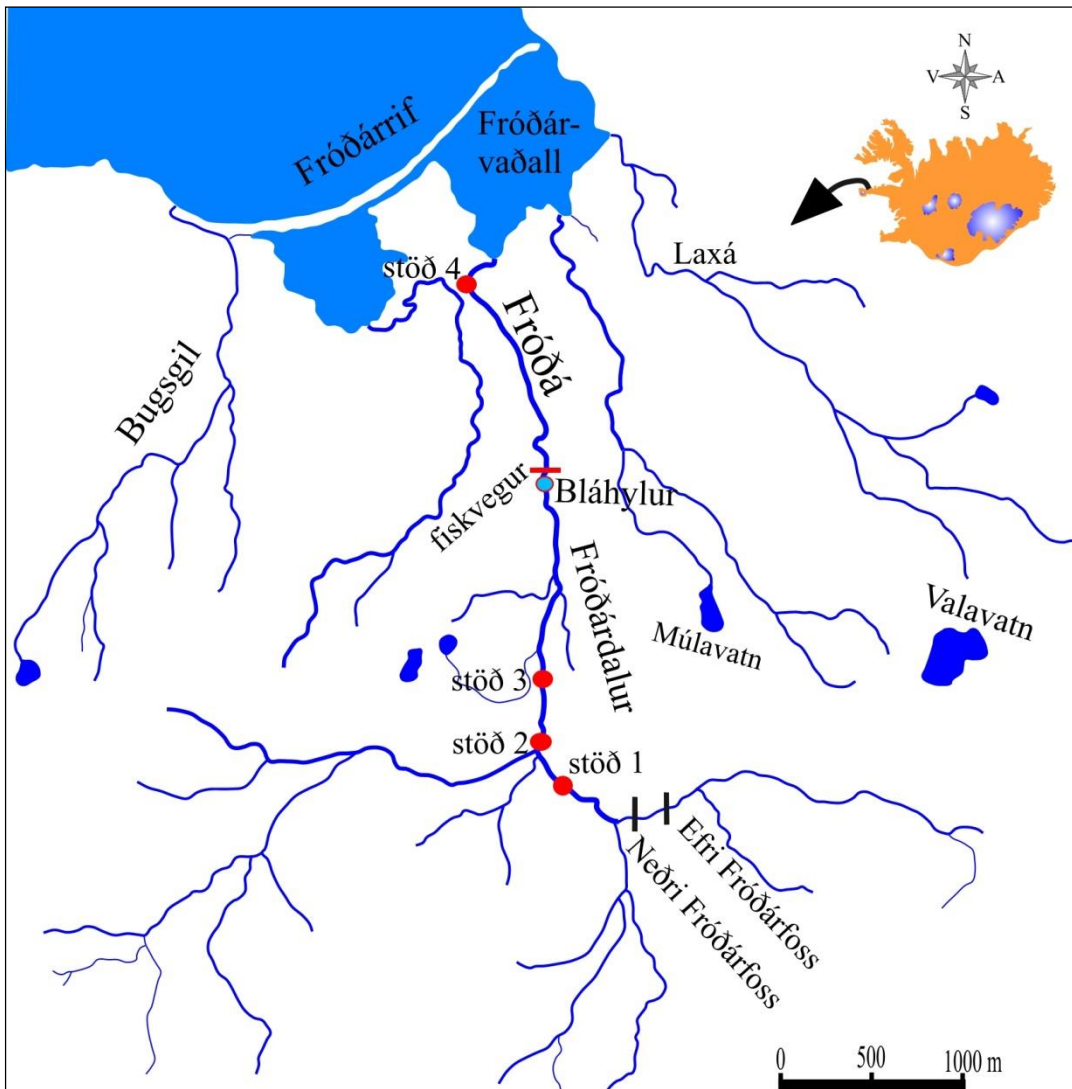 N
V A
S
Fróðárrif
Fróðár-
vaðall
Laxá
stöð 4
Fróðá
Bugsgil
fiskvegur
Bláhylur
Fróðárdalur
Múlavatn
Valavatn
stöð 3
stöð 2
stöð 1
Neðri Fróðárfoss
Efri Fróðárfoss
0 500 1000 m